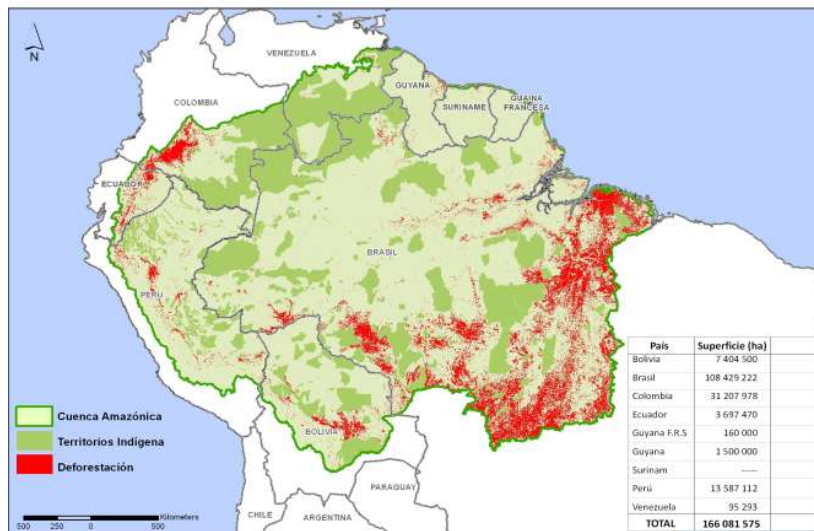 N
VENEZUELA
GUYANA
SURINAME
GUAINA
FRANCESA
COLOMBIA
ECUADOR
BRASIL
PERU
BOLIVIA
PARAGUAY
CHILE
ARGENTINA
Cuenca Amazónica
Territorios Indígena
Deforestación
Kilometers
500 250 0 500
País Superficie (ha)
Bolivia 7 404 500
Brasil 108 429 222
Colombia 31 207 978
Ecuador 3 697 470
Guyana F.R.S 160 000
Guyana 1 500 000
Surinam -----
Perú 13 587 112
Venezuela 95 293
TOTAL 166 081 575